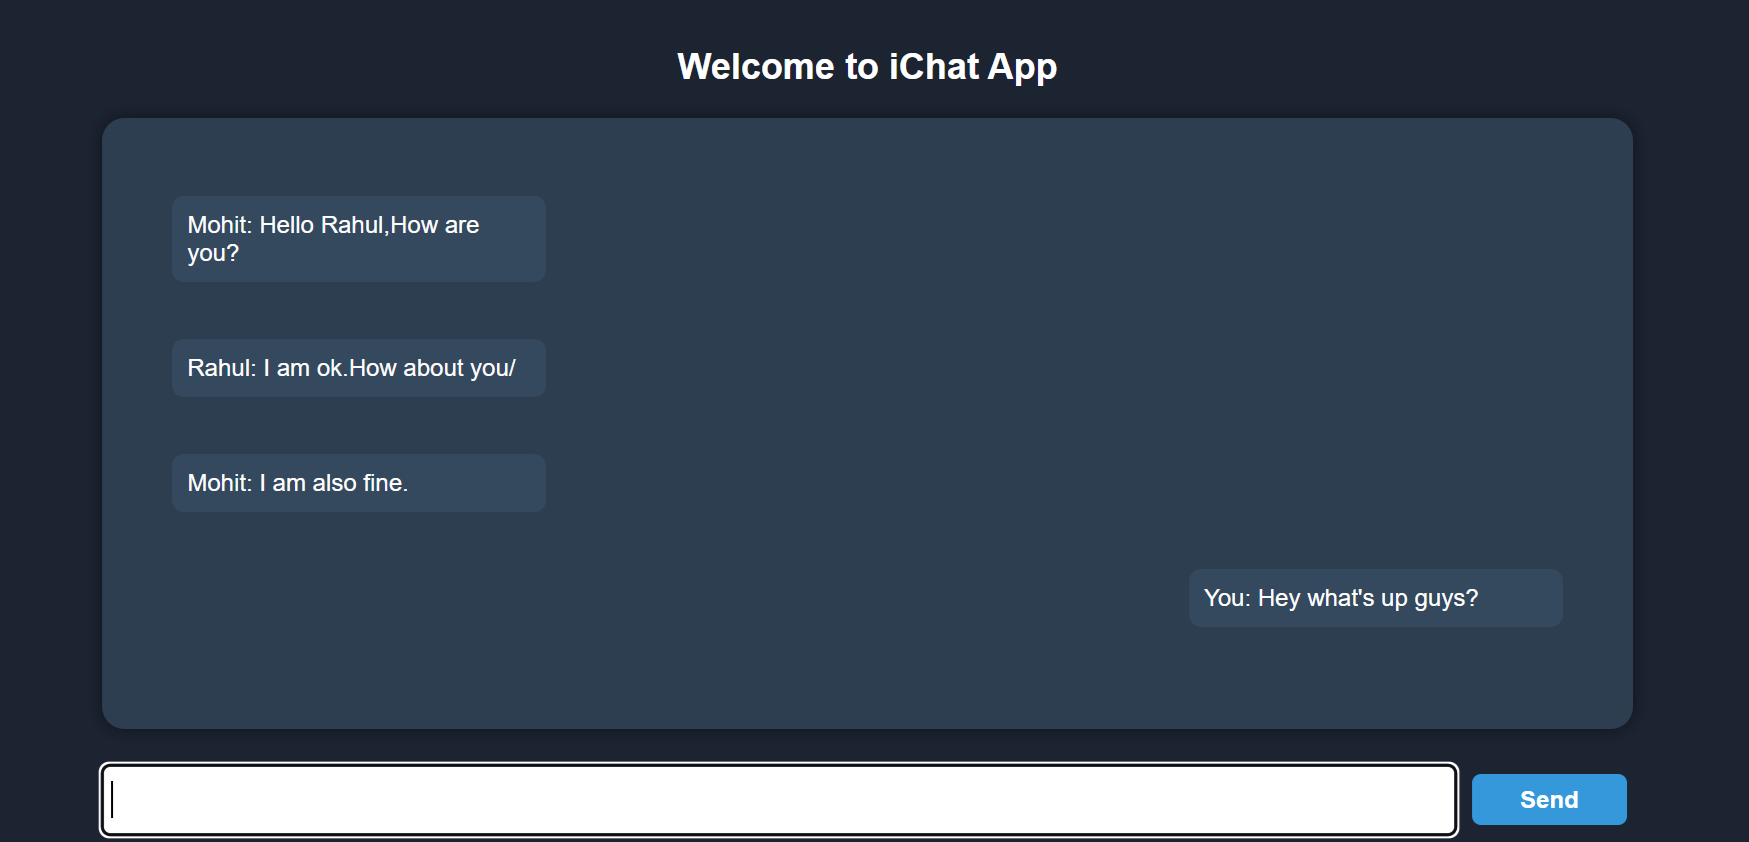 Welcome to iChat App
Mohit: Hello Rahul,How are
you?
Rahul: I am ok.How about you/
Mohit: I am also fine.
You: Hey what's up guys?
Send